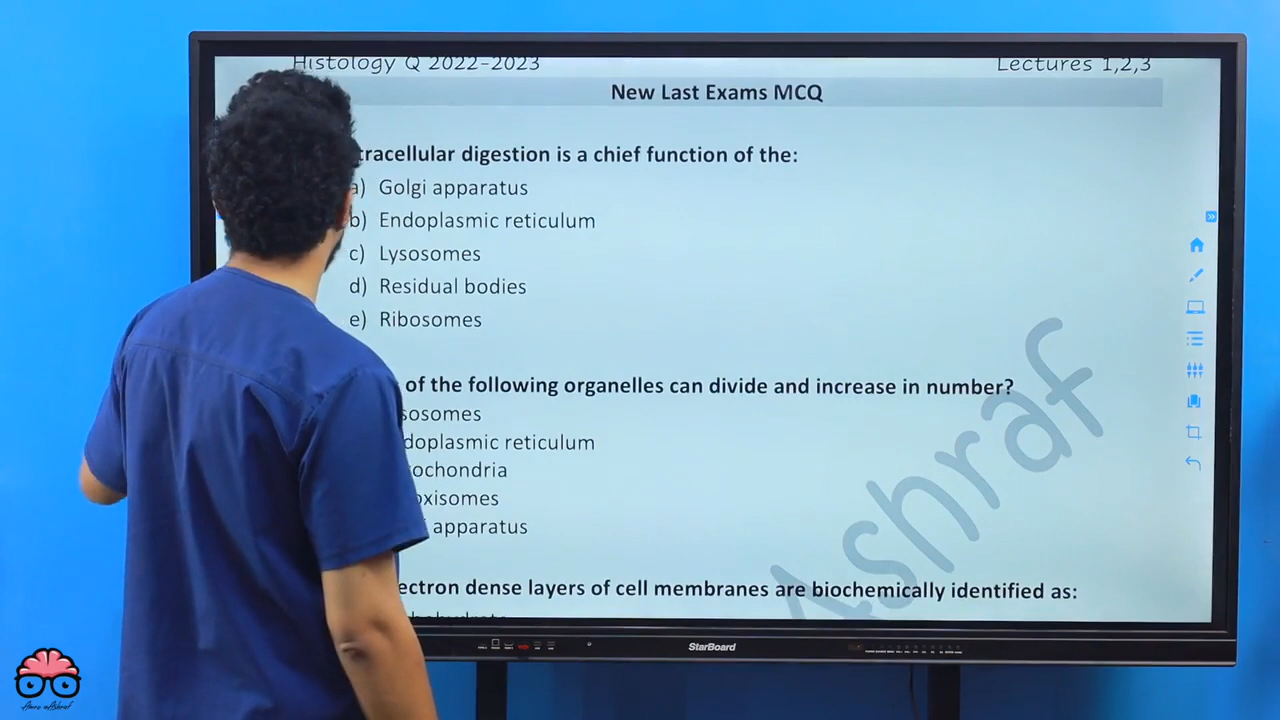 Histology Q 2022-2023
Lectures 1,2,3
New Last Exams MCQ
tracellular digestion is a chief function of the:
a) Golgi apparatus
b) Endoplasmic reticulum
c) Lysosomes
d) Residual bodies
e) Ribosomes
of the following organelles can divide and increase in number?
sosomes
doplasmic reticulum
ochondria
oxisomes
apparatus
ectron dense layers of cell membranes are biochemically identified as:
Ashraf
StarBoard